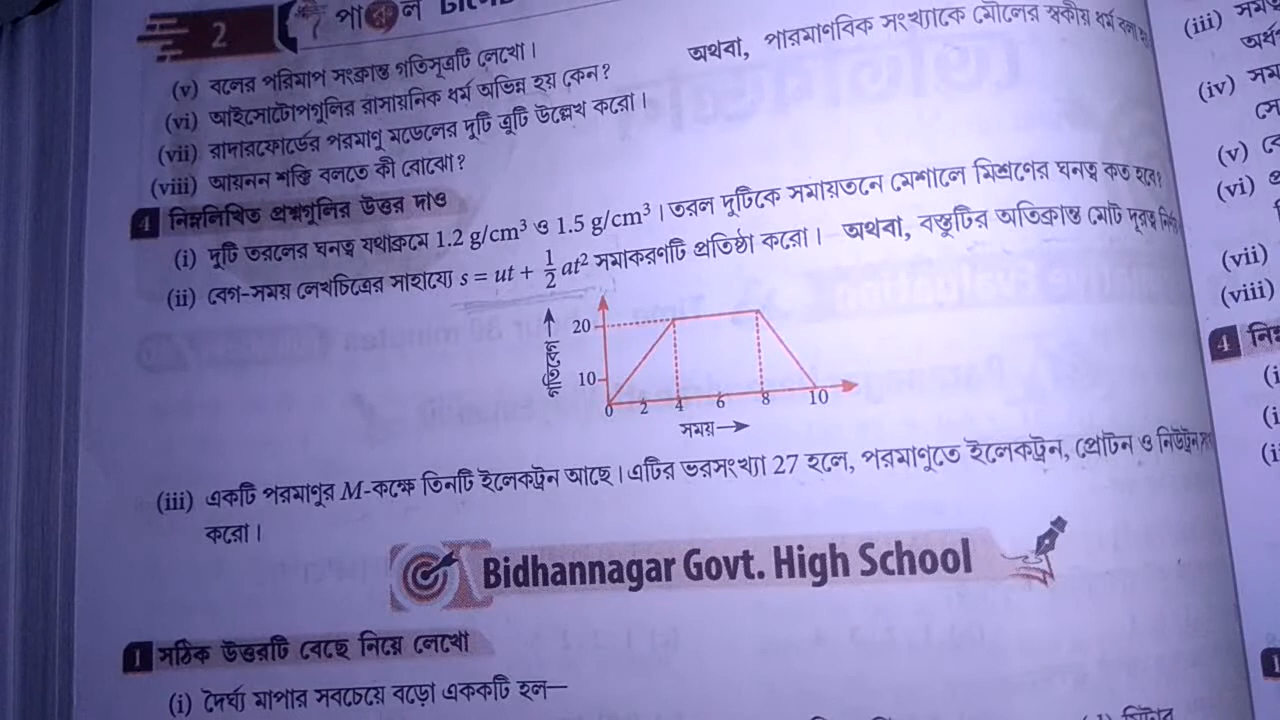 2
(v) বলের পরিমাপ সংক্রান্ত গতিসূত্রটি লেখো।
(vi) আইসোটোপগুলির রাসায়নিক ধর্ম অভিন্ন হয় কেন? অথবা, পারমাণবিক সংখ্যাকে মৌলের স্বকীয় ধর্ম বলা
(vii) রাদারফোর্ডের পরমাণু মডেলের দুটি ত্রুটি উল্লেখ করো।
(viii) আয়নন শক্তি বলতে কী বোঝো?
4 নিম্নলিখিত প্রশ্নগুলির উত্তর দাও
(i) দুটি তরলের ঘনত্ব যথাক্রমে 1.2 g/cm³ ও 1.5 g/cm³। তরল দুটিকে সমায়তনে মেশালে মিশ্রণের ঘনত্ব কত হবে?
(ii) বেগ-সময় লেখচিত্রের সাহায্যে s = ut + 1/2 at² সমীকরণটি প্রতিষ্ঠা করো। অথবা, বস্তুটির অতিক্রান্ত মোট দূরত্ব
20
10
গতিবেগ
0 2 4 6 8 10
সময়
(iii) একটি পরমাণুর M-কক্ষে তিনটি ইলেকট্রন আছে। এটির ভরসংখ্যা 27 হলে, পরমাণুতে ইলেকট্রন, প্রোটন ও নিউট্রন
করো।
Bidhannagar Govt. High School
1 সঠিক উত্তরটি বেছে নিয়ে লেখো
(i) দৈর্ঘ্য মাপার সবচেয়ে বড়ো এককটি হল—
(iii)
(iv)
(v)
(vi)
(vii)
(viii)
4